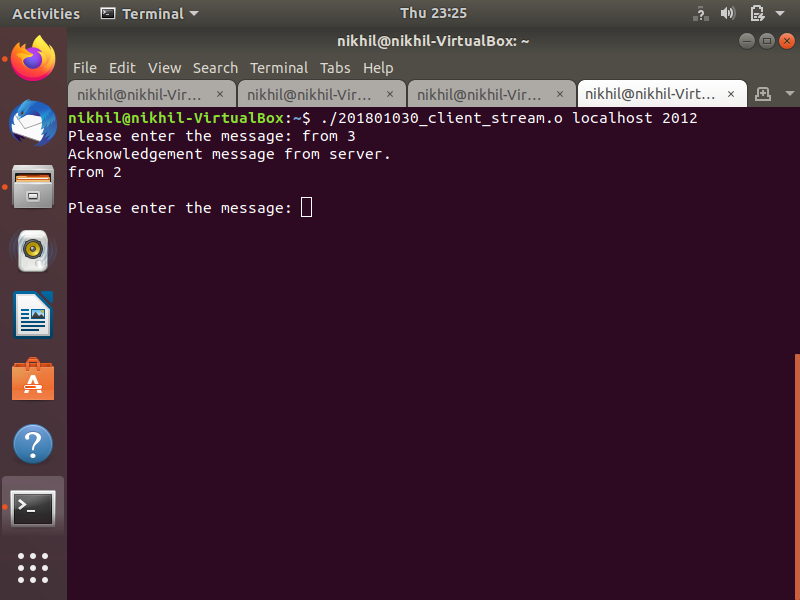 Activities Terminal Thu 23:25
nikhil@nikhil-VirtualBox: ~
File Edit View Search Terminal Tabs Help
nikhil@nikhil-Vir... × nikhil@nikhil-Vir... × nikhil@nikhil-Vir... × nikhil@nikhil-Virt... ×
nikhil@nikhil-VirtualBox:~$ ./201801030_client_stream.o localhost 2012
Please enter the message: from 3
Acknowledgement message from server.
from 2
Please enter the message: